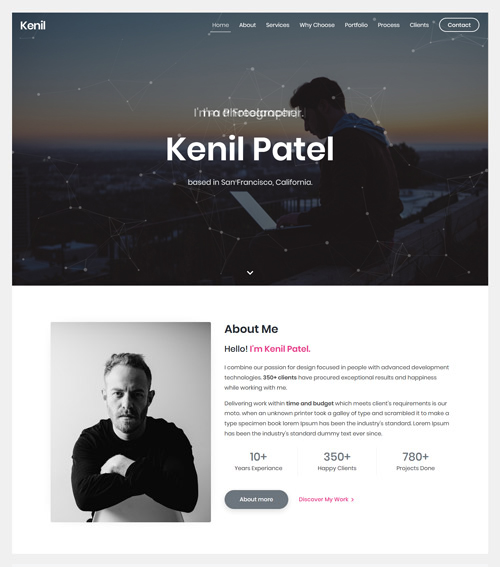 Kenil
Home About Services Why Choose Portfolio Process Clients Contact
Kenil Patel
based in San Francisco, California.
About Me
Hello! I'm Kenil Patel.
I combine our passion for design focused in people with advanced development
technologies. 350+ clients have procured exceptional results and happiness
while working with me.
Delivering work within time and budget which meets client's requirements is our
moto. when an unknown printer took a galley of type and scrambled it to make a
type specimen book lorem Ipsum has been the industry's standard. Lorem Ipsum
has been the industry's standard dummy text ever since.
10+ 350+ 780+
Years Experience Happy Clients Projects Done
About more Discover My Work >